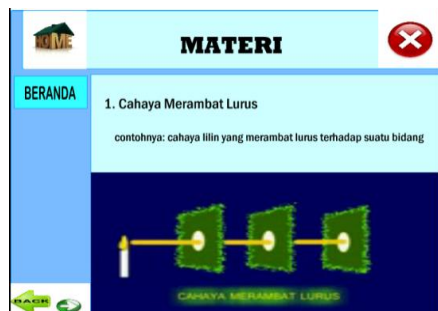 HOME
MATERI
BERANDA
1. Cahaya Merambat Lurus
contohnya: cahaya lilin yang merambat lurus terhadap suatu bidang
CAHAYA MERAMBAT LURUS
BACK